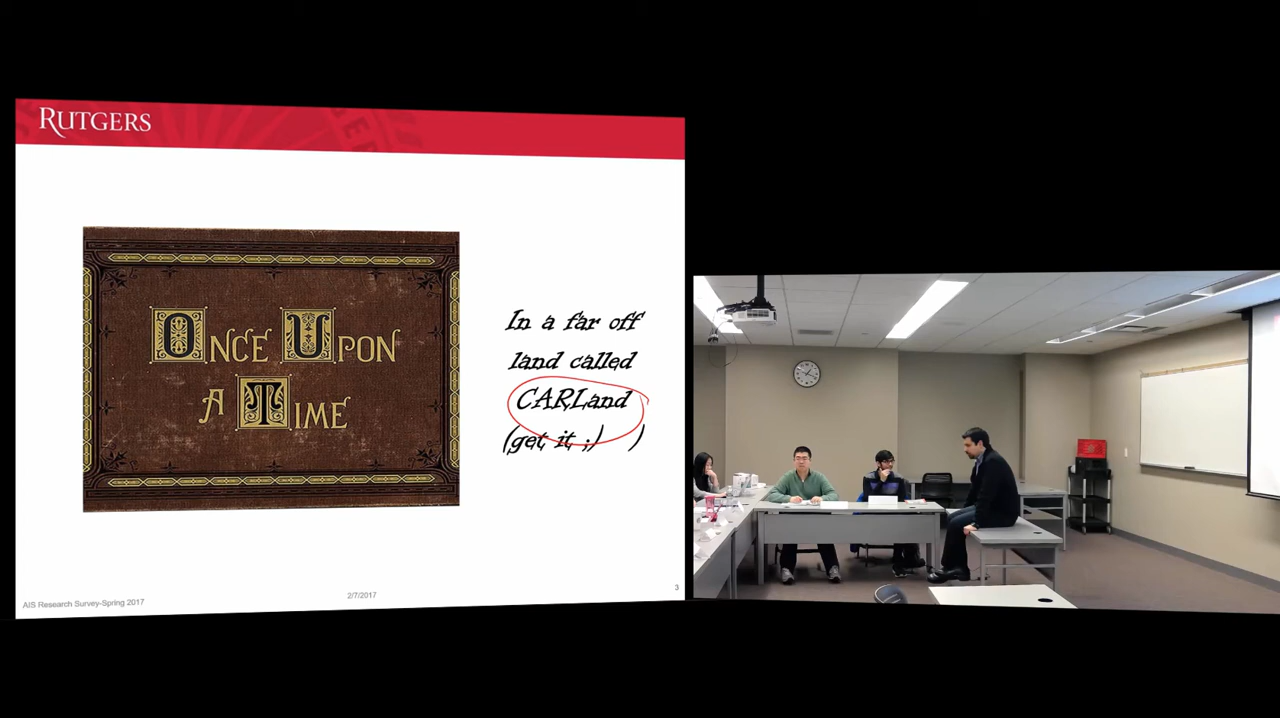 RUTGERS
ONCE UPON
A TIME
In a far off
land called
CARLand
(get it ;) )
AIS Research Survey-Spring 2017
2/7/2017
3